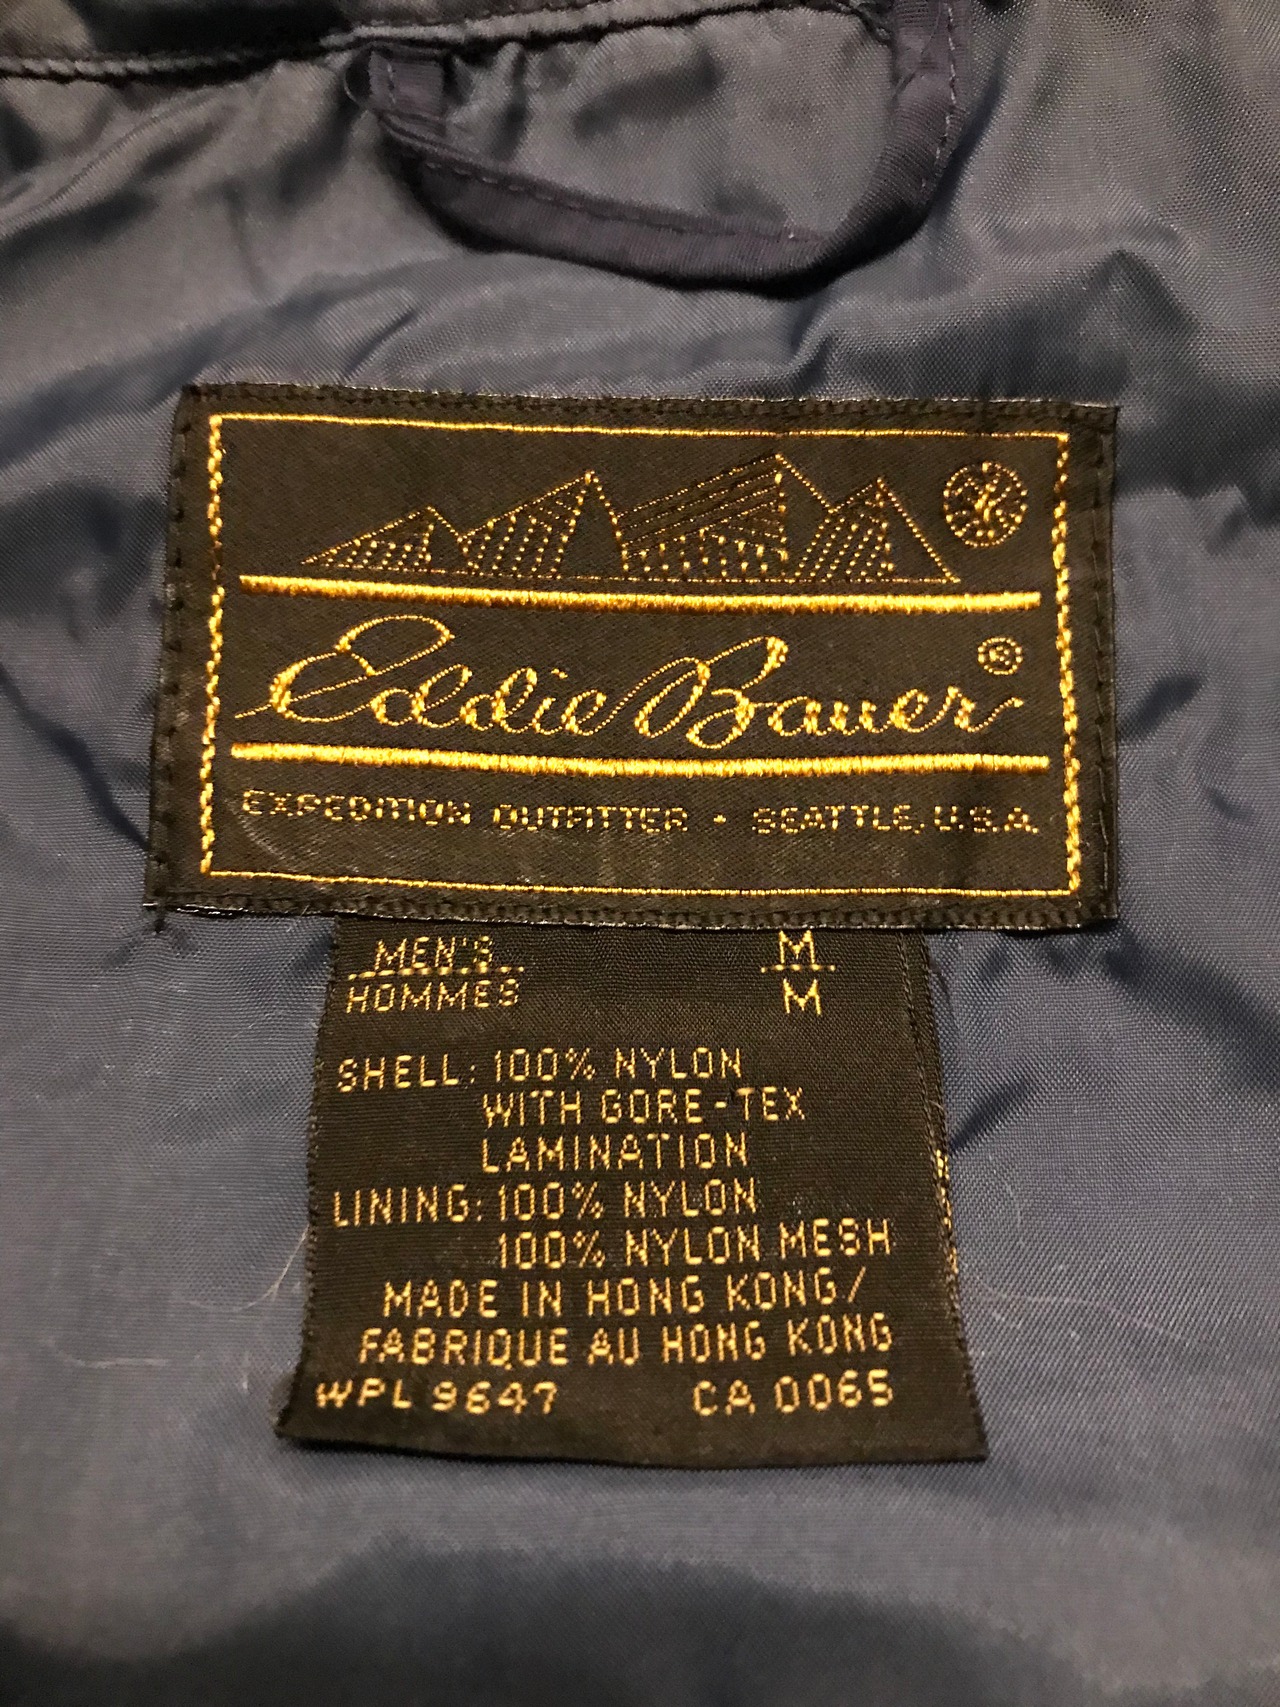 Eddie Bauer ®
EXPEDITION OUTFITTER · SEATTLE, U.S.A.
MEN'S M
HOMMES M
SHELL: 100% NYLON
WITH GORE-TEX
LAMINATION
LINING: 100% NYLON
100% NYLON MESH
MADE IN HONG KONG/
FABRIQUE AU HONG KONG
WPL 9647 CA 0065